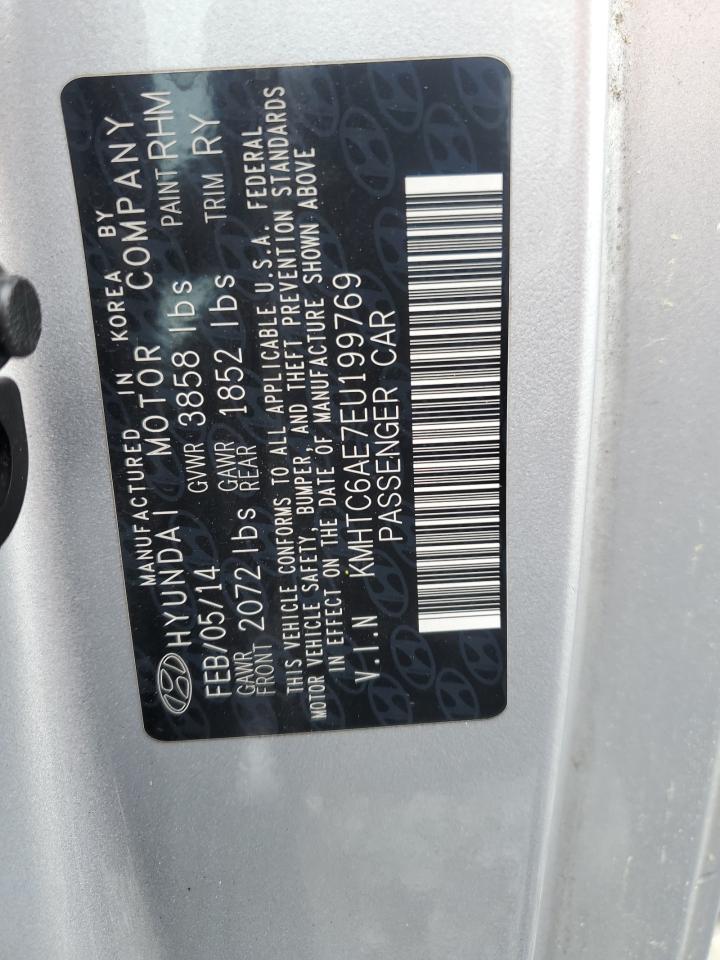 MANUFACTURED IN KOREA BY
HYUNDAI MOTOR COMPANY
FEB/05/14 GVWR 3858 lbs PAINT RHM
GAWR FRONT 2072 lbs GAWR REAR 1852 lbs TRIM RY
THIS VEHICLE CONFORMS TO ALL APPLICABLE U.S.A. FEDERAL
MOTOR VEHICLE SAFETY, BUMPER, AND THEFT PREVENTION STANDARDS
IN EFFECT ON THE DATE OF MANUFACTURE SHOWN ABOVE
V.I.N KMHTC6AE7EU199769
PASSENGER CAR